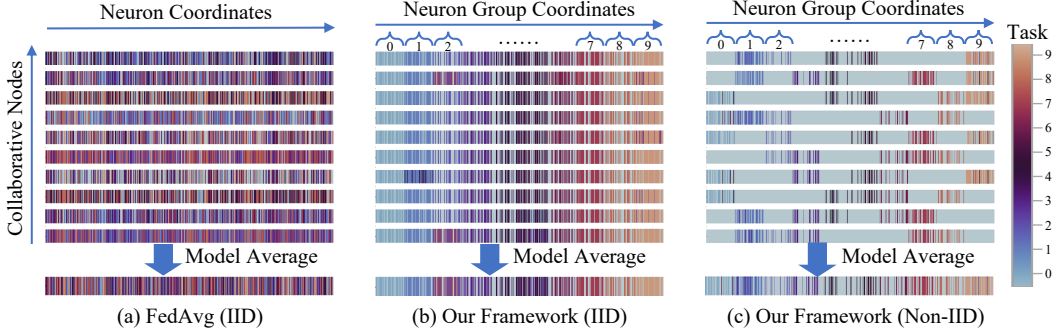 Neuron Coordinates
Neuron Group Coordinates
Neuron Group Coordinates
Task
0 1 2 ...... 7 8 9
0 1 2 ...... 7 8 9
Collaborative Nodes
9
8
7
6
5
4
3
2
1
0
Model Average
Model Average
Model Average
(a) FedAvg (IID)
(b) Our Framework (IID)
(c) Our Framework (Non-IID)